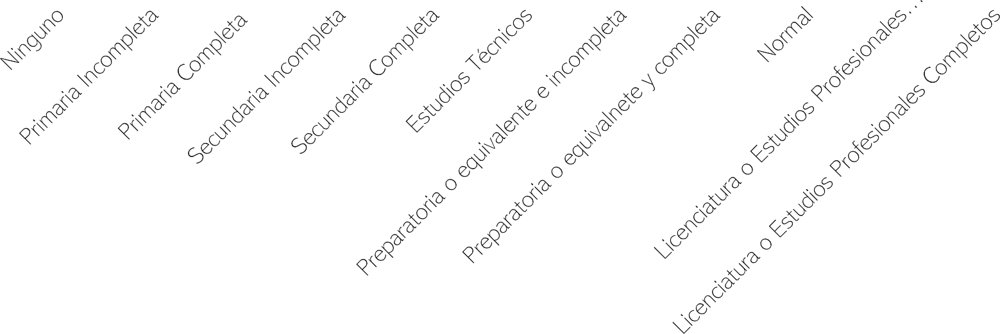 Ninguno
Primaria Incompleta
Primaria Completa
Secundaria Incompleta
Secundaria Completa
Estudios Técnicos
Preparatoria o equivalente e incompleta
Preparatoria o equivalnete y completa
Normal
Licenciatura o Estudios Profesionales…
Licenciatura o Estudios Profesionales Completos